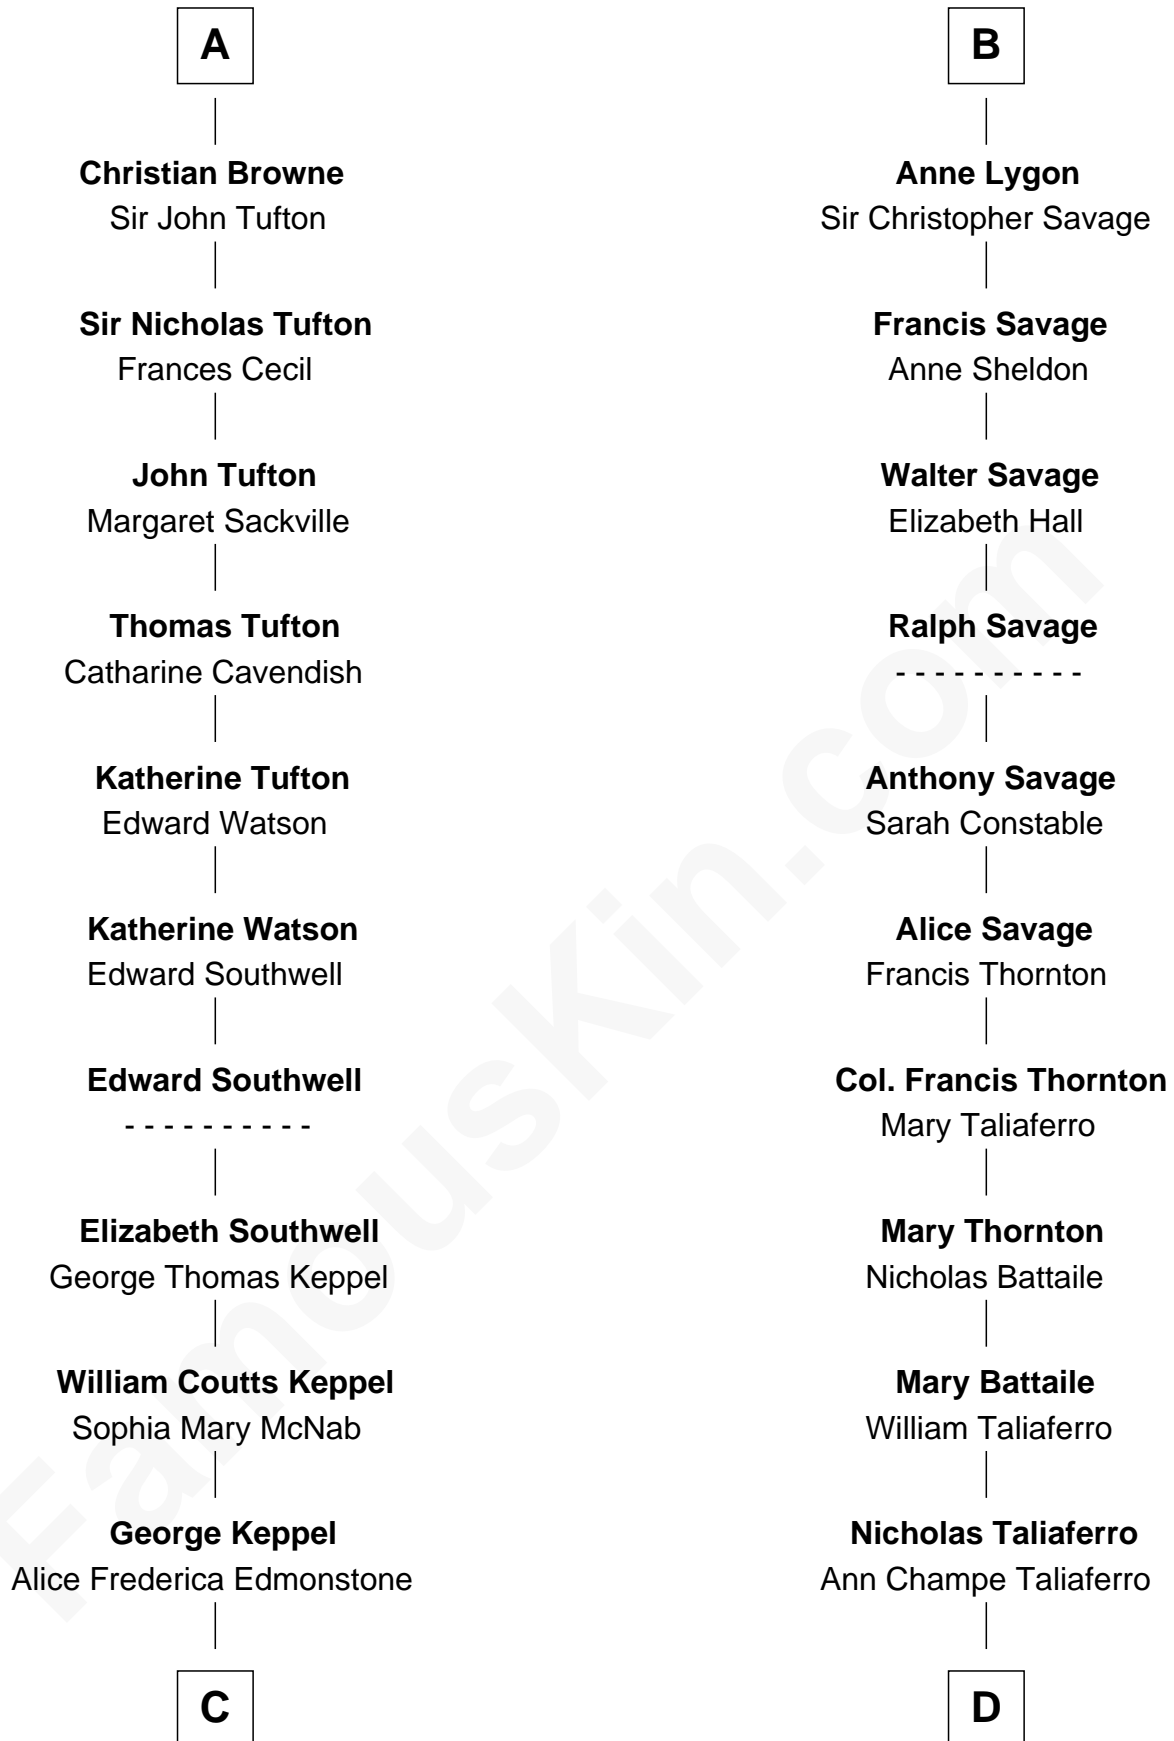 A
Christian Browne
Sir John Tufton
Sir Nicholas Tufton
Frances Cecil
John Tufton
Margaret Sackville
Thomas Tufton
Catharine Cavendish
Katherine Tufton
Edward Watson
Katherine Watson
Edward Southwell
Edward Southwell
- - - - - - - - - -
Elizabeth Southwell
George Thomas Keppel
William Coutts Keppel
Sophia Mary McNab
George Keppel
Alice Frederica Edmonstone
C
B
Anne Lygon
Sir Christopher Savage
Francis Savage
Anne Sheldon
Walter Savage
Elizabeth Hall
Ralph Savage
- - - - - - - - - -
Anthony Savage
Sarah Constable
Alice Savage
Francis Thornton
Col. Francis Thornton
Mary Taliaferro
Mary Thornton
Nicholas Battaile
Mary Battaile
William Taliaferro
Nicholas Taliaferro
Ann Champe Taliaferro
D
FamousKin.com